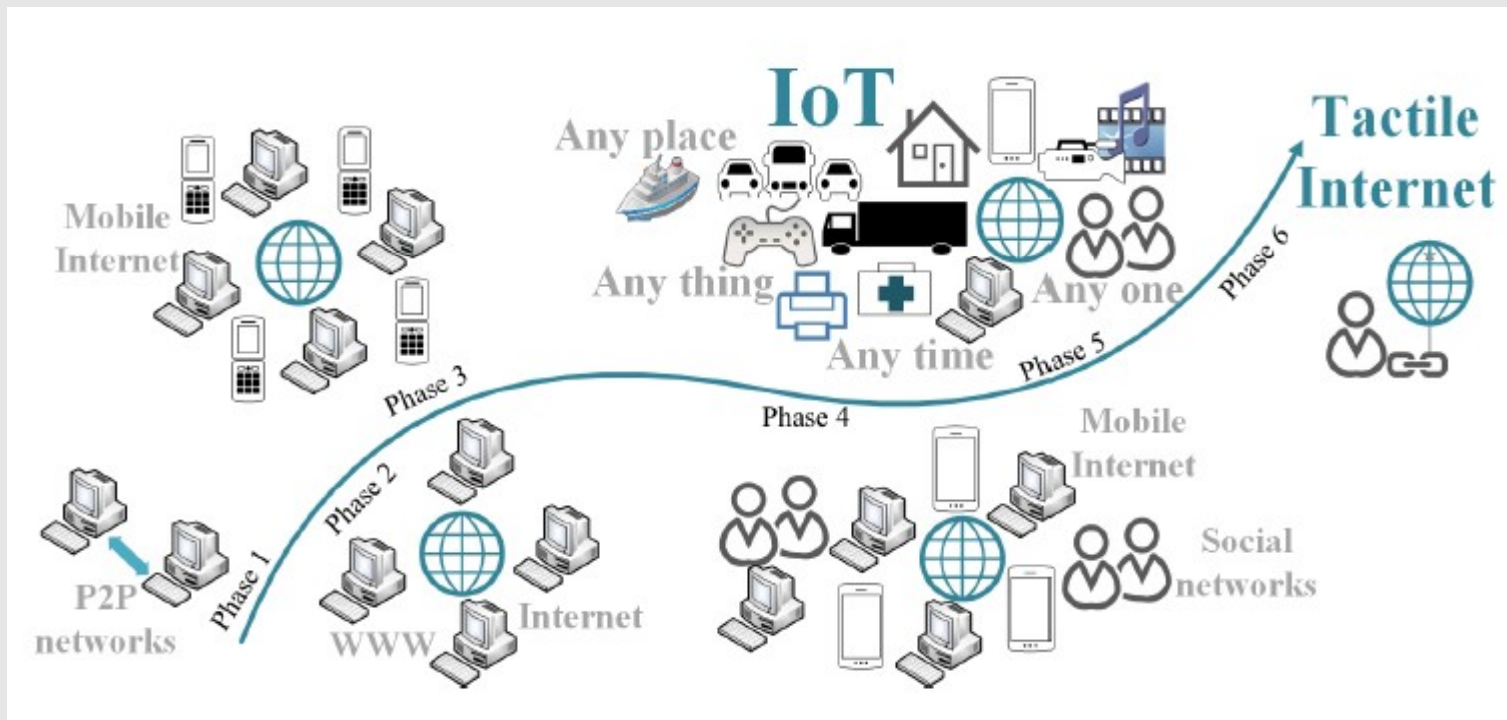 IoT
Any place
Tactile
Internet
Mobile
Internet
Any thing
Any one
Any time
Phase 6
Phase 5
Phase 4
Phase 3
Phase 2
Phase 1
Mobile
Internet
Social
networks
P2P
networks
WWW
Internet